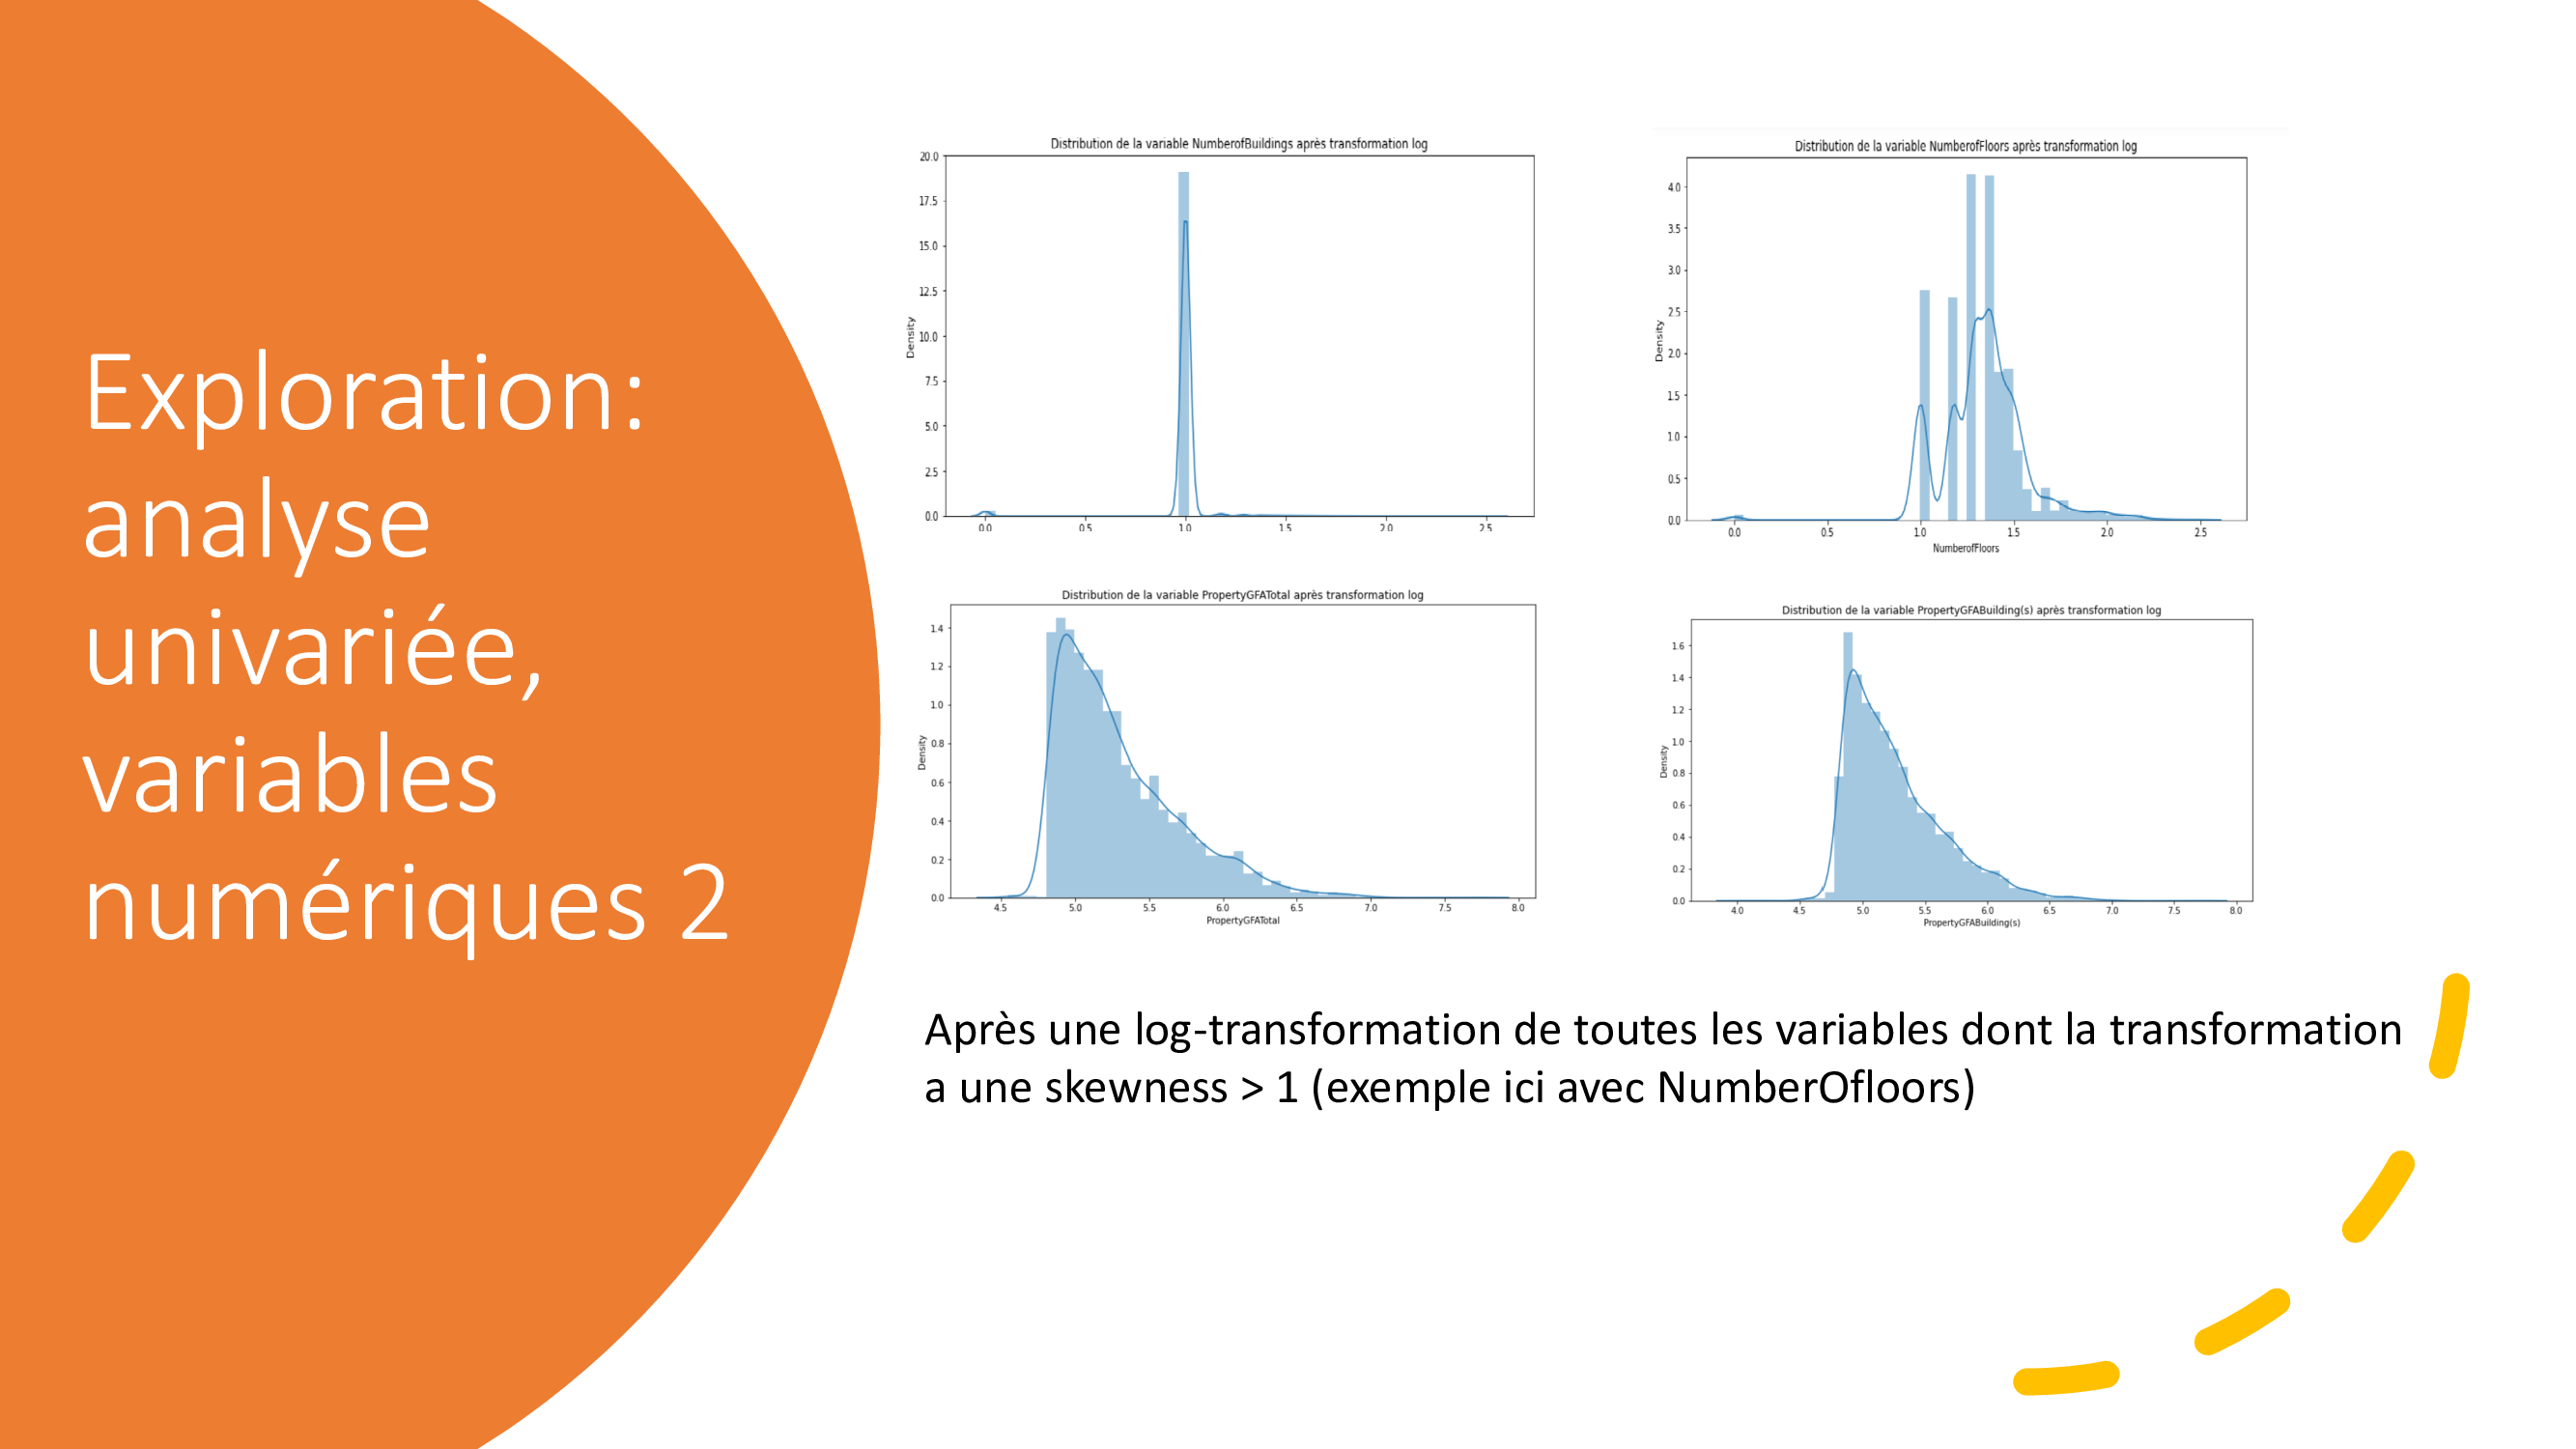 Exploration:
analyse
univariée,
variables
numériques 2
Distribution de la variable NumberofBuildings après transformation log
20.0
17.5
15.0
12.5
10.0
7.5
5.0
2.5
0.0
Density
0.0 0.5 1.0 1.5 2.0 2.5
Distribution de la variable NumberofFloors après transformation log
4.0
3.5
3.0
2.5
2.0
1.5
1.0
0.5
0.0
Density
0.0 0.5 1.0 1.5 2.0 2.5
NumberofFloors
Distribution de la variable PropertyGFATotal après transformation log
1.4
1.2
1.0
0.8
0.6
0.4
0.2
0.0
Density
4.5 5.0 5.5 6.0 6.5 7.0 7.5 8.0
PropertyGFATotal
Distribution de la variable PropertyGFABuilding(s) après transformation log
1.6
1.4
1.2
1.0
0.8
0.6
0.4
0.2
0.0
Density
4.0 4.5 5.0 5.5 6.0 6.5 7.0 7.5 8.0
PropertyGFABuilding(s)
Après une log-transformation de toutes les variables dont la transformation
a une skewness > 1 (exemple ici avec NumberOfloors)